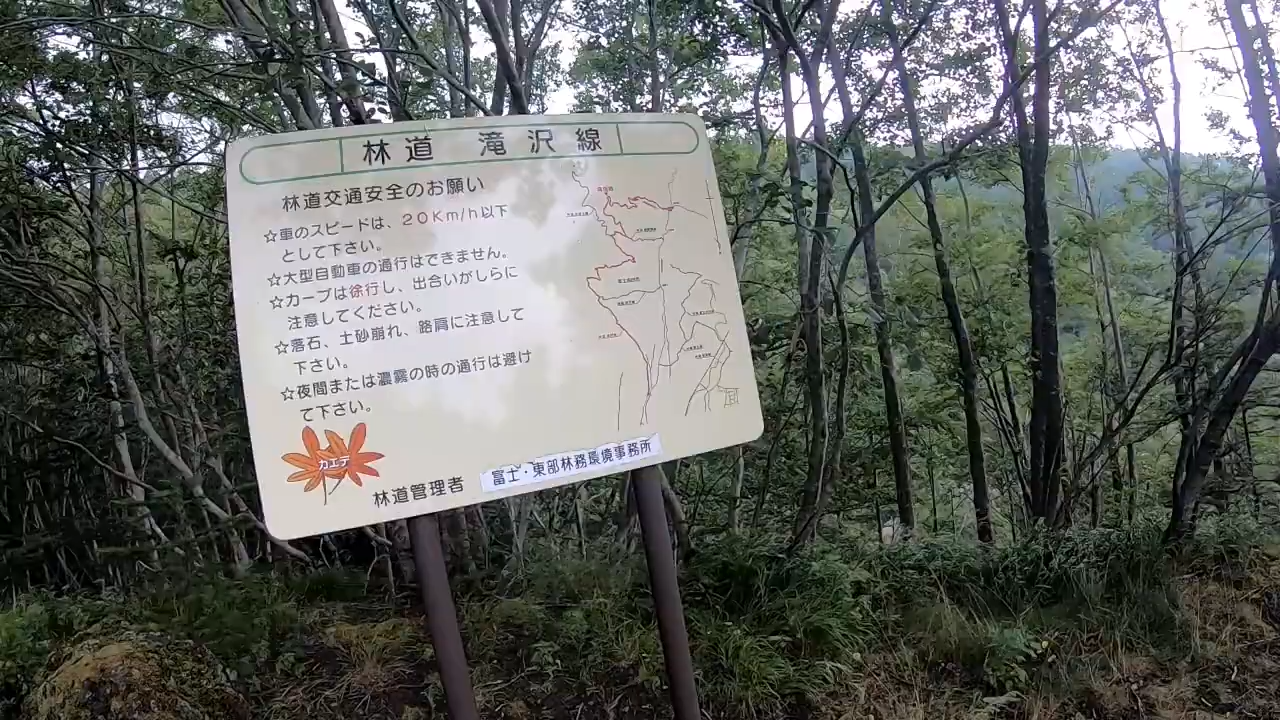 林道 滝沢線
林道交通安全のお願い
☆車のスピードは、20Km/h以下
として下さい。
☆大型自動車の通行はできません。
☆カーブは徐行し、出合いがしらに
注意してください。
☆落石、土砂崩れ、路肩に注意して
下さい。
☆夜間または濃霧の時の通行は避け
て下さい。
カエデ
林道管理者 富士・東部林務環境事務所